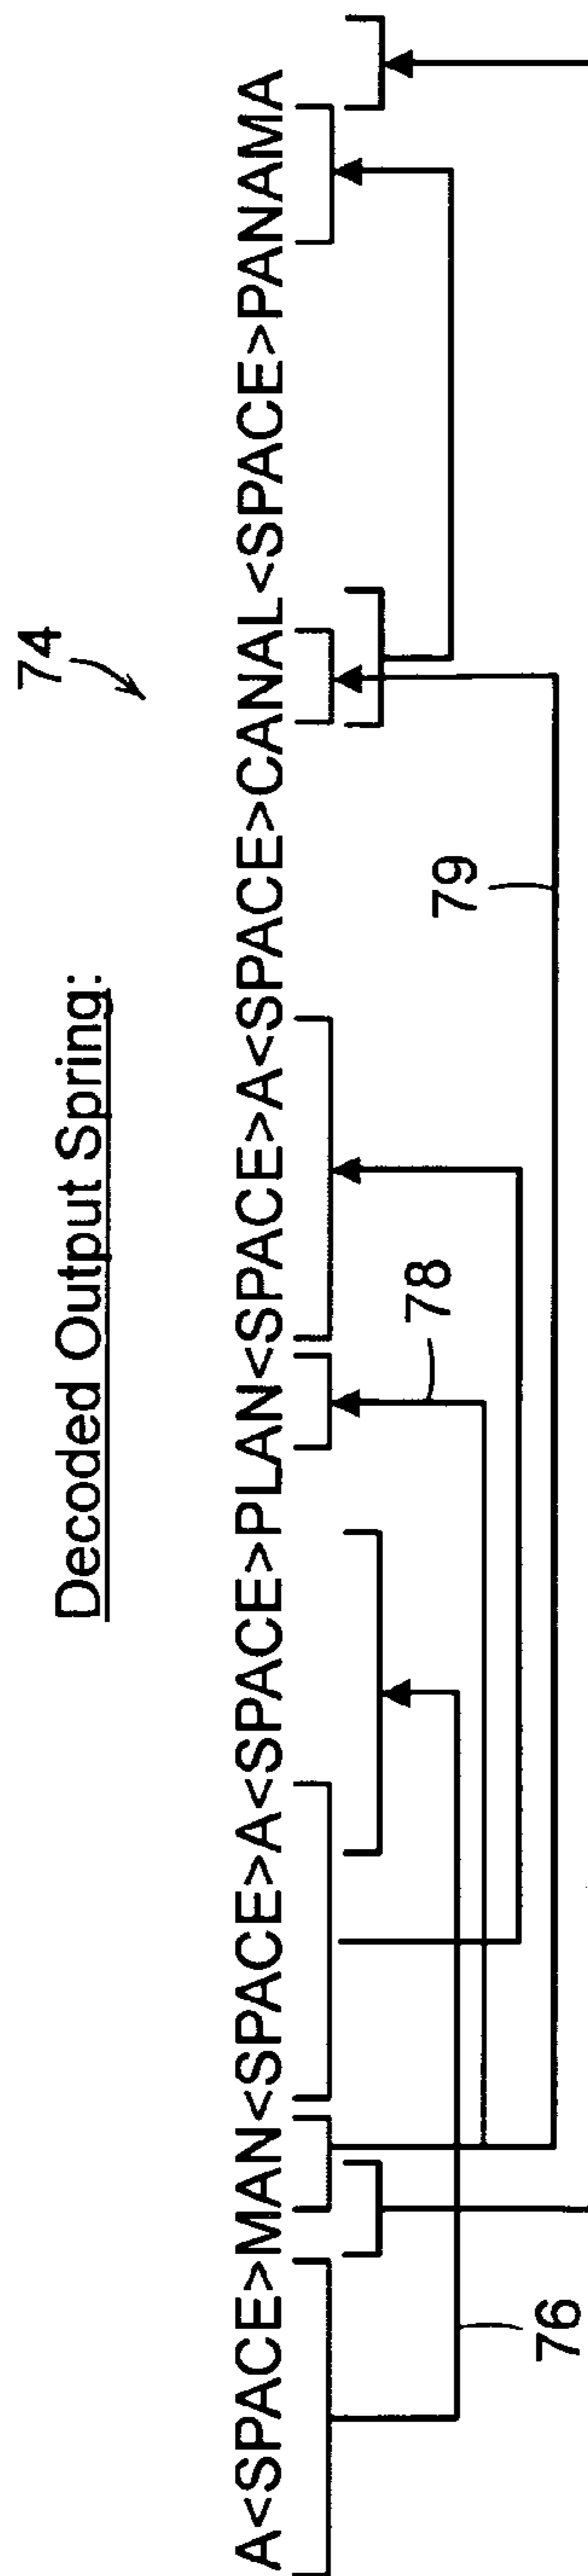 Decoded Output Spring:
74
A<SPACE>MAN<SPACE>A<SPACE>PLAN<SPACE>A<SPACE>CANAL<SPACE>PANAMA
76
78
79